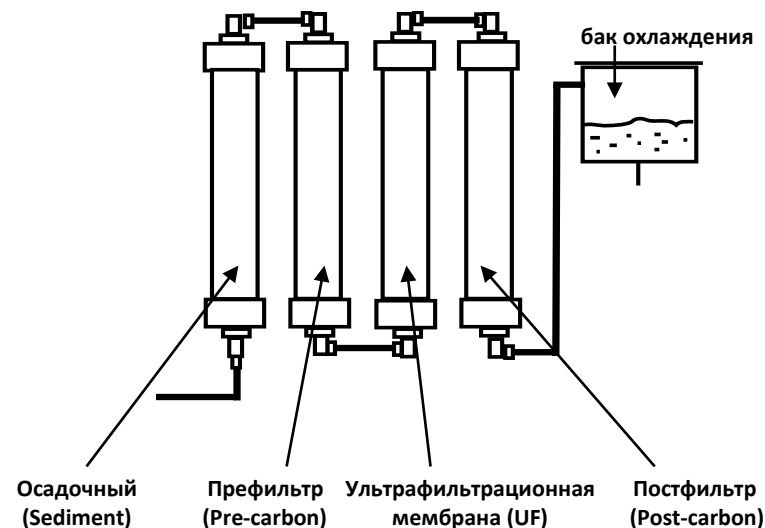 бак охлаждения
Осадочный
(Sediment)
Префильтр
(Pre-carbon)
Ультрафильтрационная
мембрана (UF)
Постфильтр
(Post-carbon)